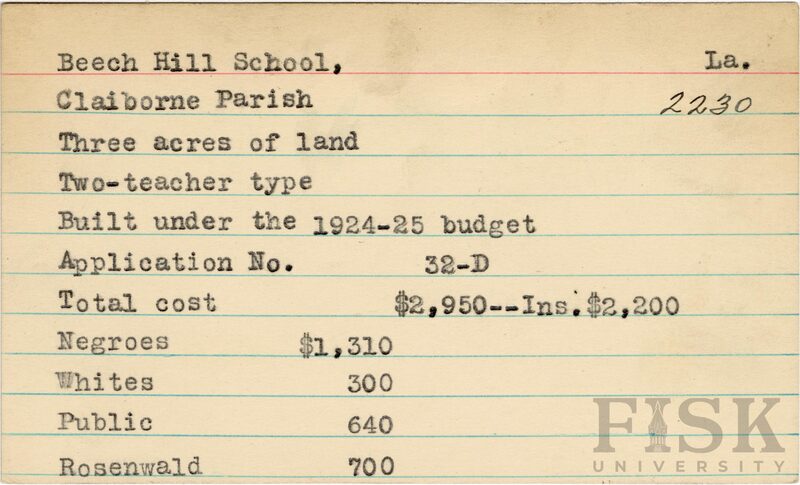 Beech Hill School, La.
Claiborne Parish 2230
Three acres of land
Two-teacher type
Built under the 1924-25 budget
Application No. 32-D
Total cost $2,950--Ins.$2,200
Negroes $1,310
Whites 300
Public 640
Rosenwald 700
FISK
UNIVERSITY